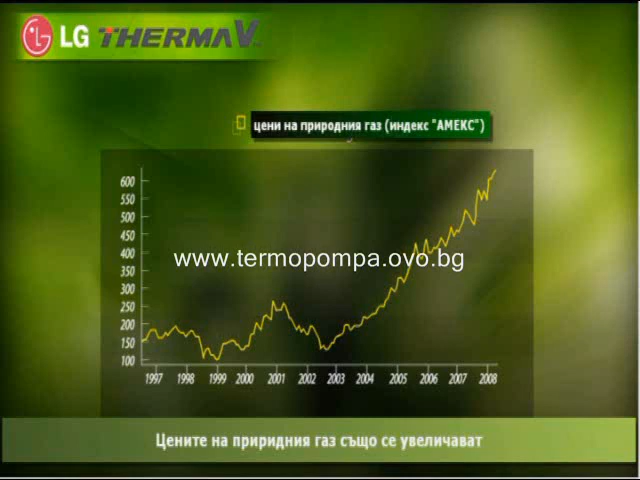 LG THERMA V
цени на природния газ (индекс "АМЕКС")
600
550
500
450
400
350
300
250
200
150
100
www.termopompa.ovo.bg
1997 1998 1999 2000 2001 2002 2003 2004 2005 2006 2007 2008
Цените на приридния газ също се увеличават